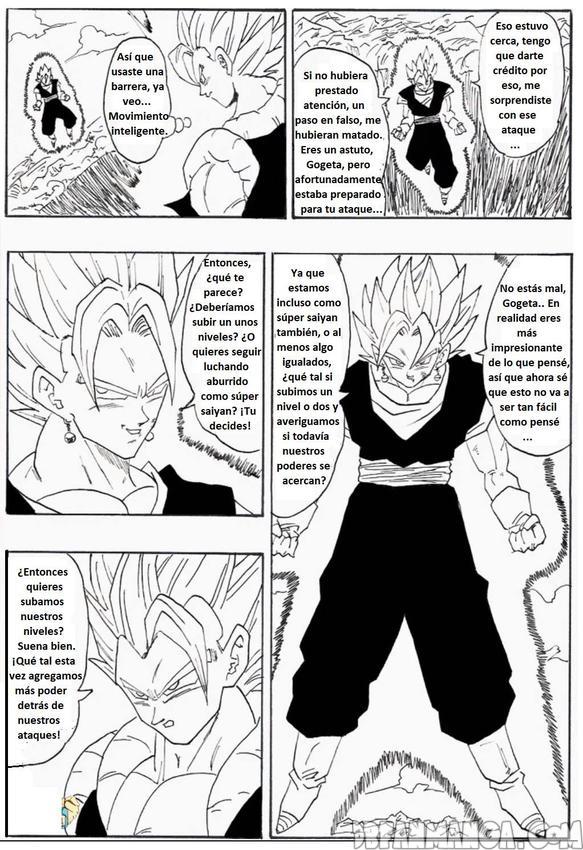 Eso estuvo
cerca, tengo
que darte
crédito por
eso, me
sorprendiste
con ese
ataque
...
Si no hubiera
prestado
atención, un
paso en falso, me
hubieran matado.
Eres un astuto,
Gogeta, pero
afortunadamente
estaba preparado
para tu ataque...
Así que
usaste una
barrera, ya
veo...
Movimiento
inteligente.
No estás mal,
Gogeta.. En
realidad eres
más
impresionante
de lo que pensé,
así que ahora sé
que esto no va a
ser tan fácil
como pensé
...
Ya que
estamos
incluso como
súper saiyan
también, o al
menos algo
igualados,
¿qué tal si
subimos un
nivel o dos y
averiguamos
si todavía
nuestros
poderes se
acercan?
Entonces,
¿qué te
parece?
¿Deberíamos
subir un unos
niveles? ¿O
quieres seguir
luchando
aburrido
como súper
saiyan? ¡Tu
decides!
¿Entonces
quieres
subamos
nuestros
niveles?
Suena bien.
¡Qué tal esta
vez agregamos
más poder
detrás de
nuestros
ataques!